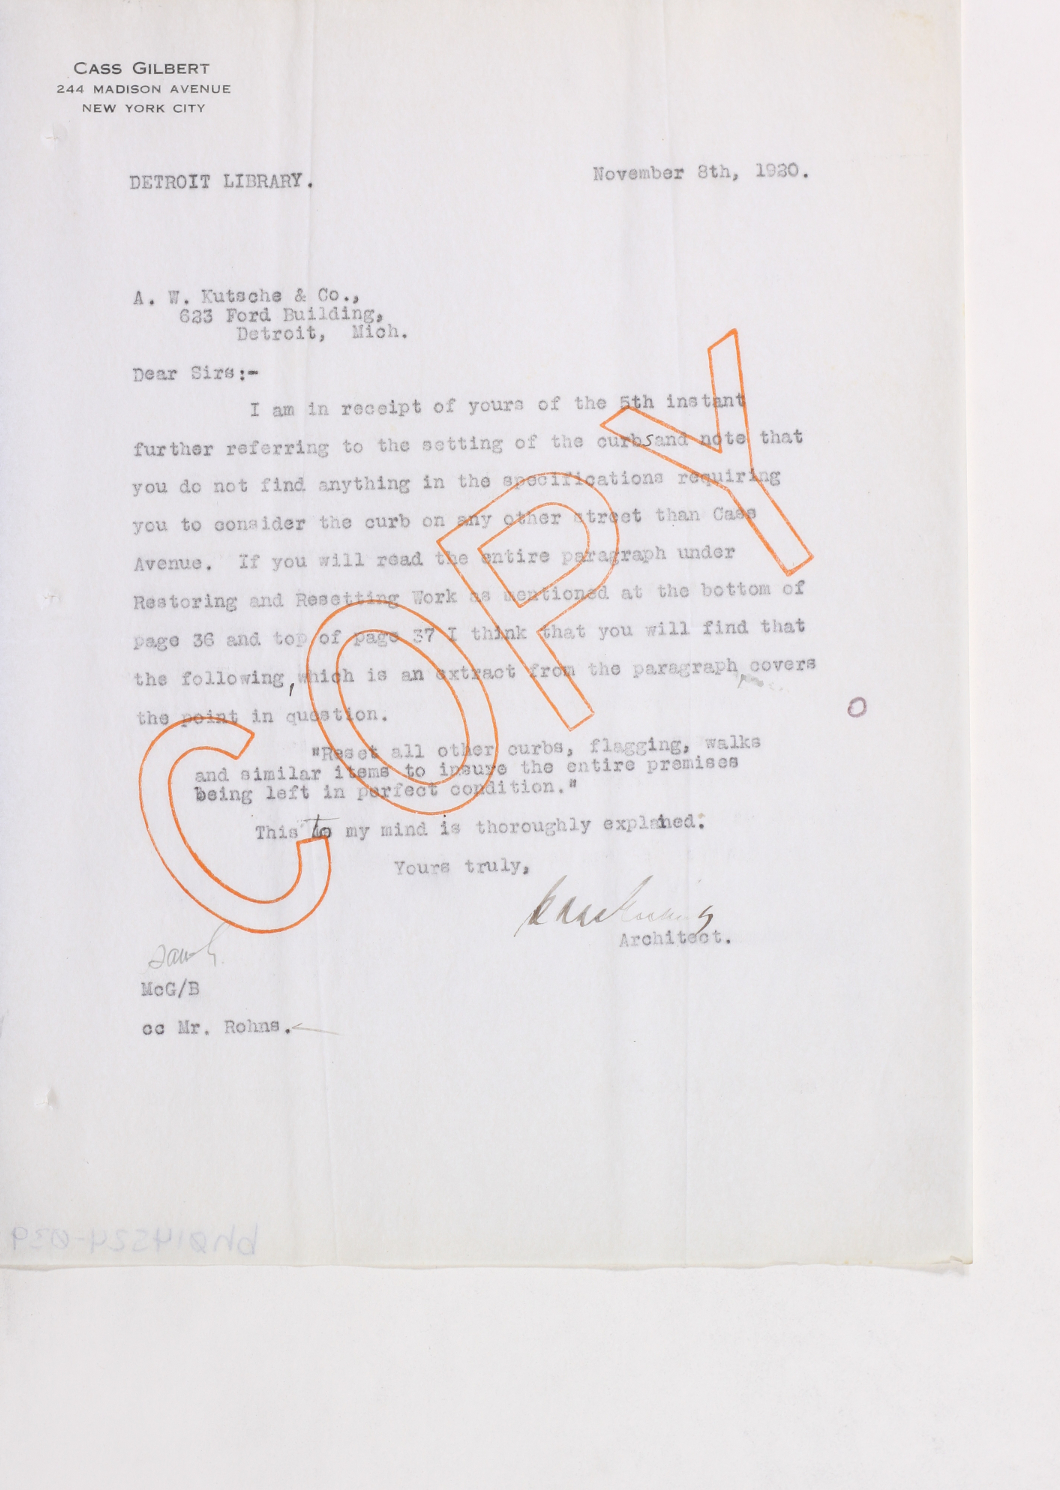 CASS GILBERT
244 MADISON AVENUE
NEW YORK CITY
DETROIT LIBRARY.
November 8th, 1920.
A. W. Kutsche & Co.,
623 Ford Building,
Detroit, Mich.
Dear Sirs:-
I am in receipt of yours of the 5th instant
further referring to the setting of the curbs and note that
you do not find anything in the specifications requiring
you to consider the curb on any other street than Cass
Avenue. If you will read the entire paragraph under
Restoring and Resetting Work as mentioned at the bottom of
page 36 and top of page 37 I think that you will find that
the following, which is an extract from the paragraph, covers
the point in question.
"Reset all other curbs, flagging, walks
and similar items to insure the entire premises
being left in perfect condition."
This to my mind is thoroughly explained.
Yours truly,
Architect.
McG/B
cc Mr. Rohns.
COPY
bh014524-039